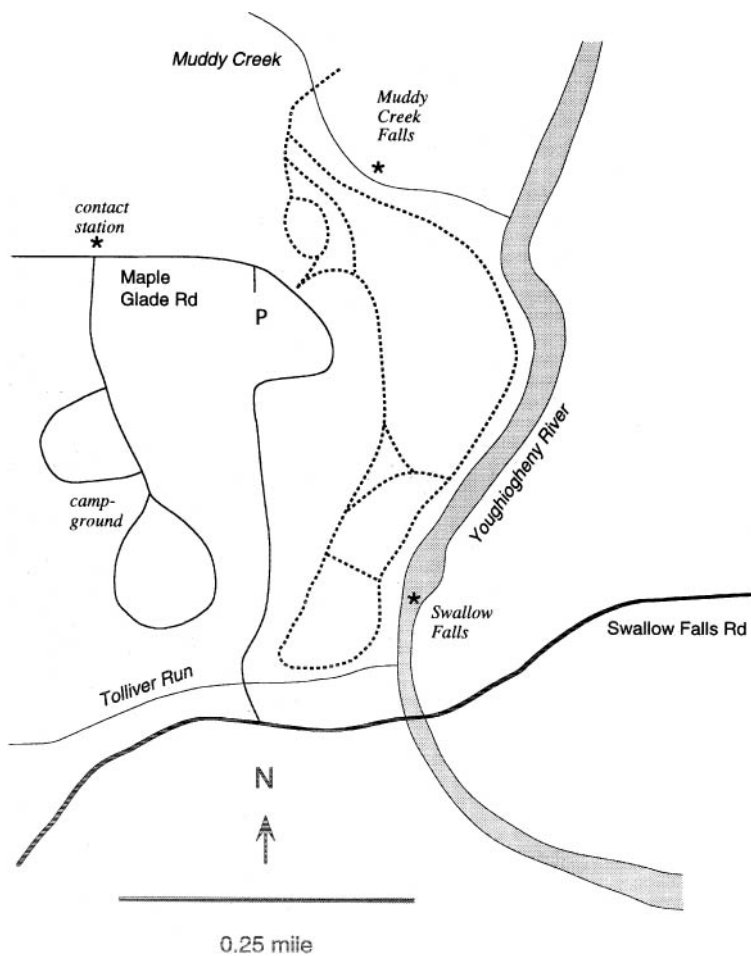 Muddy Creek
Muddy
Creek
Falls
*
contact
station
*
Maple
Glade Rd
P
Youghiogheny River
camp-
ground
*
Swallow
Falls
Swallow Falls Rd
Tolliver Run
N
0.25 mile